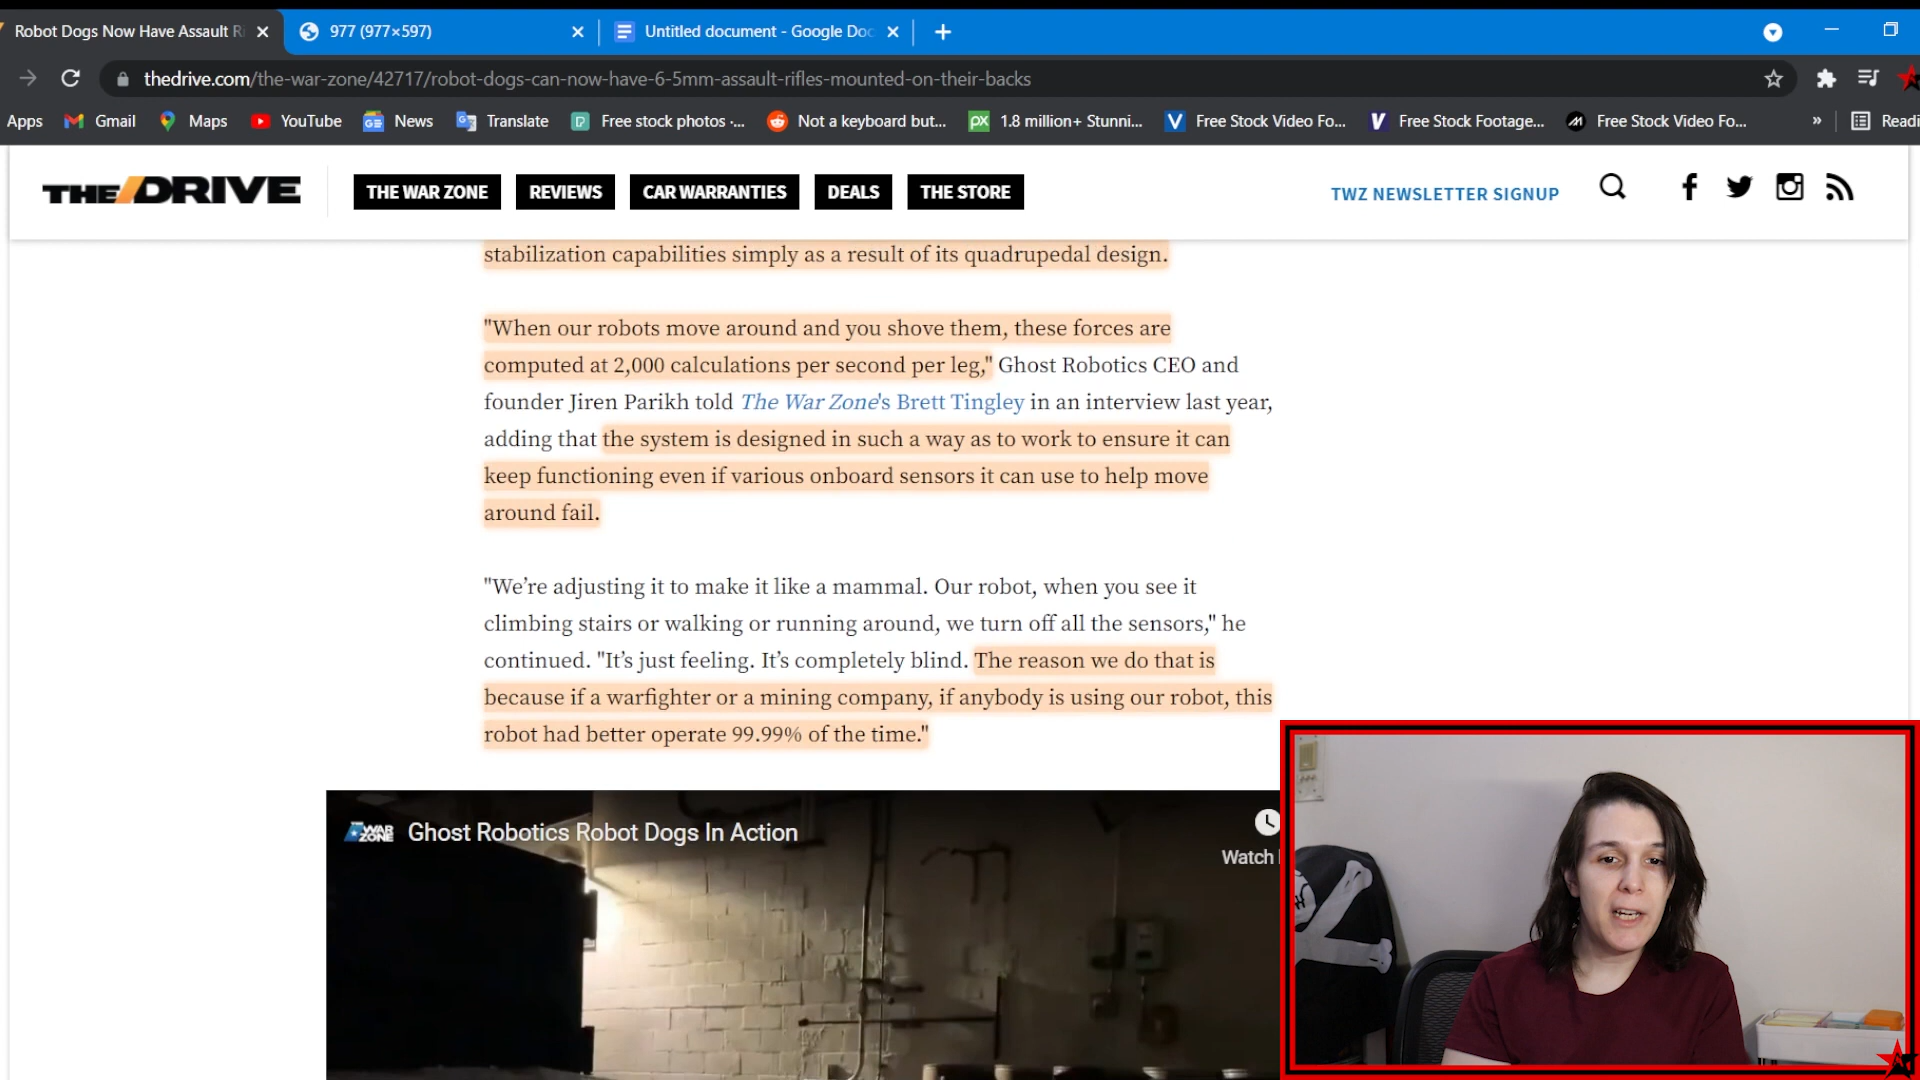 Robot Dogs Now Have Assault R
977 (977×597)
Untitled document - Google Doc
thedrive.com/the-war-zone/42717/robot-dogs-can-now-have-6-5mm-assault-rifles-mounted-on-their-backs
Apps
Gmail
Maps
YouTube
News
Translate
Free stock photos ·...
Not a keyboard but...
px
1.8 million+ Stunni...
Free Stock Video Fo...
Free Stock Footage...
Free Stock Video Fo...
»
Readi
THE/DRIVE
THE WAR ZONE
REVIEWS
CAR WARRANTIES
DEALS
THE STORE
TWZ NEWSLETTER SIGNUP
stabilization capabilities simply as a result of its quadrupedal design.
"When our robots move around and you shove them, these forces are
computed at 2,000 calculations per second per leg," Ghost Robotics CEO and
founder Jiren Parikh told The War Zone's Brett Tingley in an interview last year,
adding that the system is designed in such a way as to work to ensure it can
keep functioning even if various onboard sensors it can use to help move
around fail.
"We’re adjusting it to make it like a mammal. Our robot, when you see it
climbing stairs or walking or running around, we turn off all the sensors," he
continued. "It’s just feeling. It’s completely blind. The reason we do that is
because if a warfighter or a mining company, if anybody is using our robot, this
robot had better operate 99.99% of the time."
WAR
ZONE
Ghost Robotics Robot Dogs In Action
Watch